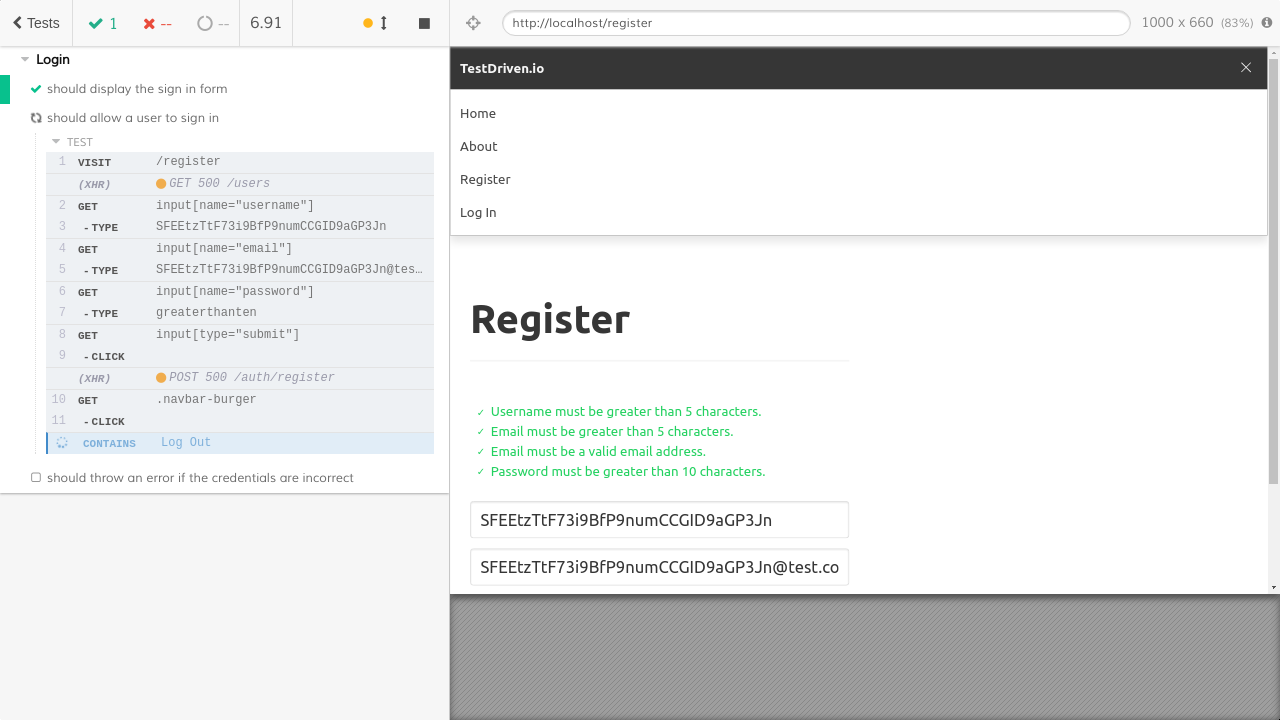 Tests
1
--
--
6.91
http://localhost/register
1000 x 660 (83%)
Login
should display the sign in form
should allow a user to sign in
TEST
1 VISIT /register
(XHR) GET 500 /users
2 GET input[name="username"]
3 -TYPE SFEEtzTtF73i9BfP9numCCGID9aGP3Jn
4 GET input[name="email"]
5 -TYPE SFEEtzTtF73i9BfP9numCCGID9aGP3Jn@tes…
6 GET input[name="password"]
7 -TYPE greaterthanten
8 GET input[type="submit"]
9 -CLICK
(XHR) POST 500 /auth/register
10 GET .navbar-burger
11 -CLICK
CONTAINS Log Out
should throw an error if the credentials are incorrect
TestDriven.io
Home
About
Register
Log In
Register
✓ Username must be greater than 5 characters.
✓ Email must be greater than 5 characters.
✓ Email must be a valid email address.
✓ Password must be greater than 10 characters.
SFEEtzTtF73i9BfP9numCCGID9aGP3Jn
SFEEtzTtF73i9BfP9numCCGID9aGP3Jn@test.co